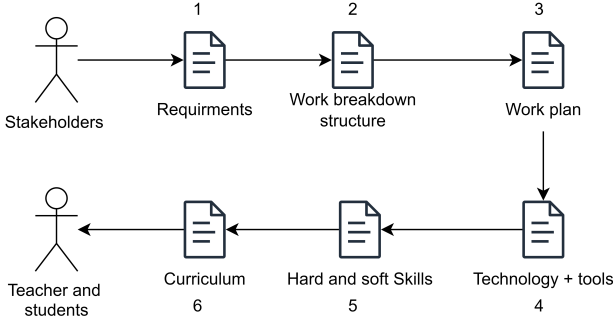 1
2
3
Stakeholders
Requirments
Work breakdown
structure
Work plan
Teacher and
students
Curriculum
Hard and soft Skills
Technology + tools
6
5
4